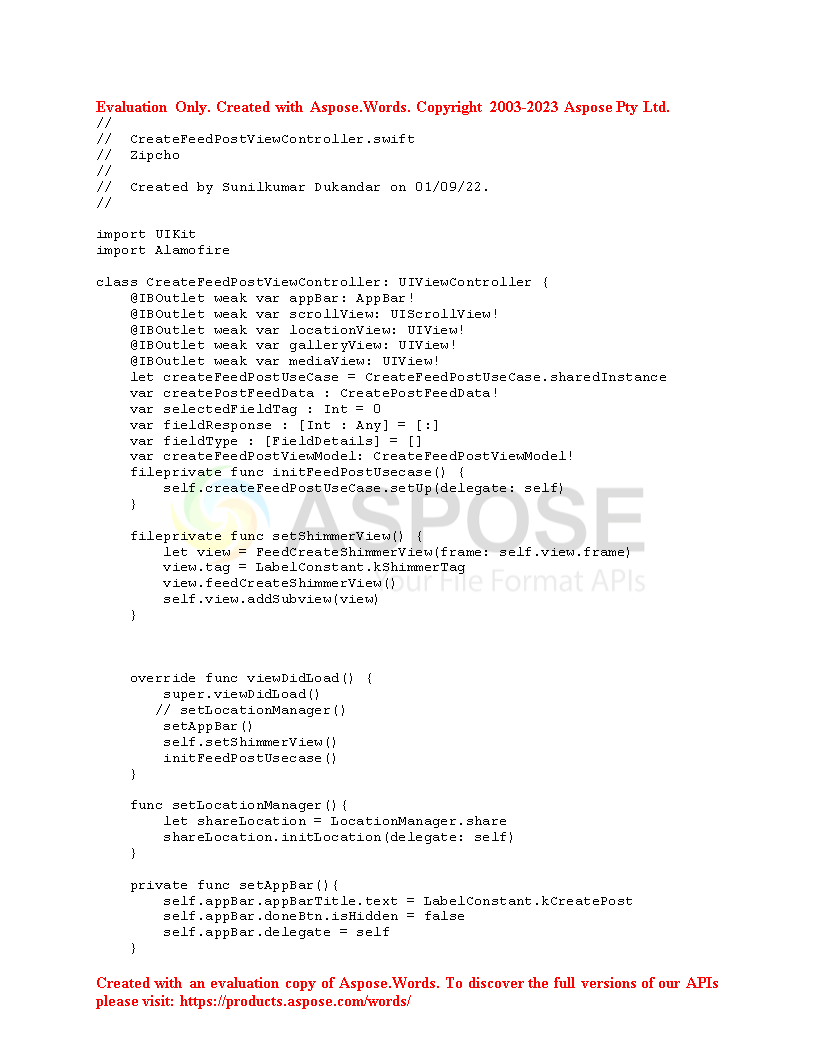 Evaluation Only. Created with Aspose.Words. Copyright 2003-2023 Aspose Pty Ltd.
//
//  CreateFeedPostViewController.swift
//  Zipcho
//
//  Created by Sunilkumar Dukandar on 01/09/22.
//

import UIKit
import Alamofire

class CreateFeedPostViewController: UIViewController {
    @IBOutlet weak var appBar: AppBar!
    @IBOutlet weak var scrollView: UIScrollView!
    @IBOutlet weak var locationView: UIView!
    @IBOutlet weak var galleryView: UIView!
    @IBOutlet weak var mediaView: UIView!
    let createFeedPostUseCase = CreateFeedPostUseCase.sharedInstance
    var createPostFeedData : CreatePostFeedData!
    var selectedFieldTag : Int = 0
    var fieldResponse : [Int : Any] = [:]
    var fieldType : [FieldDetails] = []
    var createFeedPostViewModel: CreateFeedPostViewModel!
    fileprivate func initFeedPostUsecase() {
        self.createFeedPostUseCase.setUp(delegate: self)
    }
ASPOSE
    fileprivate func setShimmerView() {
        let view = FeedCreateShimmerView(frame: self.view.frame)
        view.tag = LabelConstant.kShimmerTag
        view.feedCreateShimmerView()
Your File Format APIs
        self.view.addSubview(view)
    }

    override func viewDidLoad() {
        super.viewDidLoad()
       // setLocationManager()
        setAppBar()
        self.setShimmerView()
        initFeedPostUsecase()
    }

    func setLocationManager(){
        let shareLocation = LocationManager.share
        shareLocation.initLocation(delegate: self)
    }

    private func setAppBar(){
        self.appBar.appBarTitle.text = LabelConstant.kCreatePost
        self.appBar.doneBtn.isHidden = false
        self.appBar.delegate = self
    }

Created with an evaluation copy of Aspose.Words. To discover the full versions of our APIs
please visit: https://products.aspose.com/words/